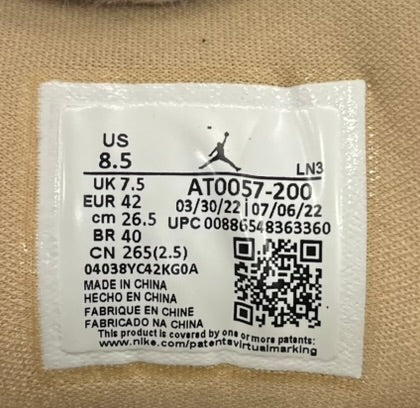 US
8.5
LN3
UK 7.5
AT0057-200
EUR 42
03/30/22 | 07/06/22
cm 26.5
UPC 00886548363360
BR 40
CN 265(2.5)
04038YC42KG0A
MADE IN CHINA
HECHO EN CHINA
FABRIQUE EN CHINE
FABRICADO NA CHINA
This product is covered by one or more patents:
www.nike.com/patentsvirtualmarking